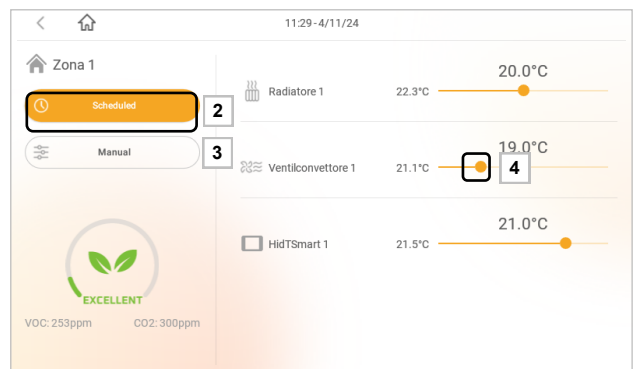 11:29-4/11/24
Zona 1
Scheduled
2
Manual
3
Radiatore 1
22.3°C
20.0°C
Ventilconvettore 1
21.1°C
19.0°C
4
HidTSmart 1
21.5°C
21.0°C
EXCELLENT
VOC: 253ppm
CO2: 300ppm